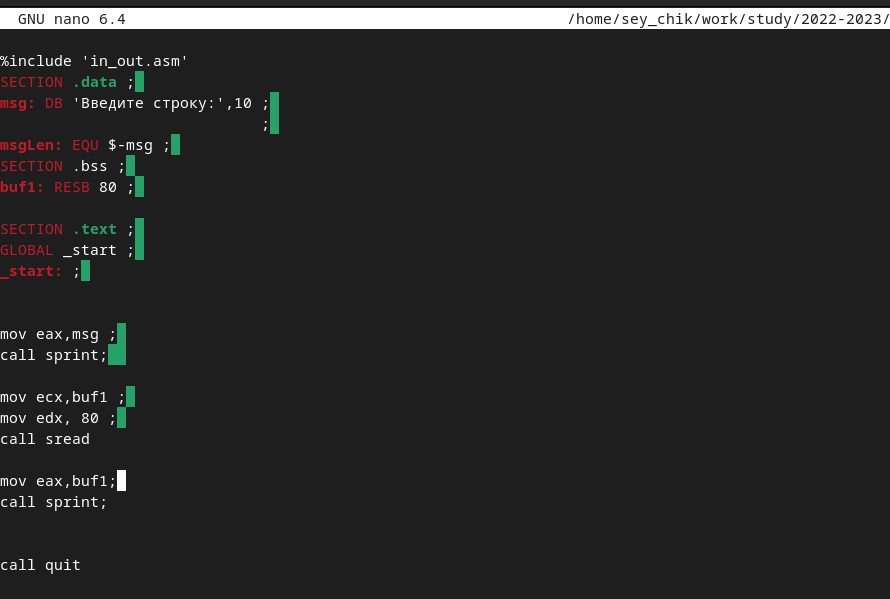 GNU nano 6.4 /home/sey_chik/work/study/2022-2023/
%include 'in_out.asm'
SECTION .data ;
msg: DB 'Введите строку:',10 ;
;
msgLen: EQU $-msg ;
SECTION .bss ;
buf1: RESB 80 ;
SECTION .text ;
GLOBAL _start ;
_start: ;
mov eax,msg ;
call sprint;
mov ecx,buf1 ;
mov edx, 80 ;
call sread
mov eax,buf1;
call sprint;
call quit